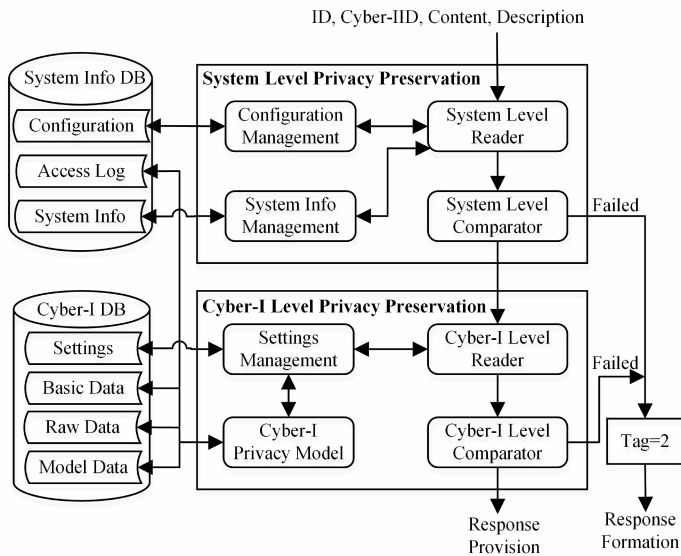 ID, Cyber-IID, Content, Description
System Info DB
System Level Privacy Preservation
Configuration
Configuration
Management
System Level
Reader
Access Log
System Info
System Info
Management
System Level
Comparator
Failed
Cyber-I DB
Cyber-I Level Privacy Preservation
Settings
Settings
Management
Cyber-I Level
Reader
Failed
Basic Data
Raw Data
Cyber-I
Privacy Model
Cyber-I Level
Comparator
Tag=2
Model Data
Response
Provision
Response
Formation